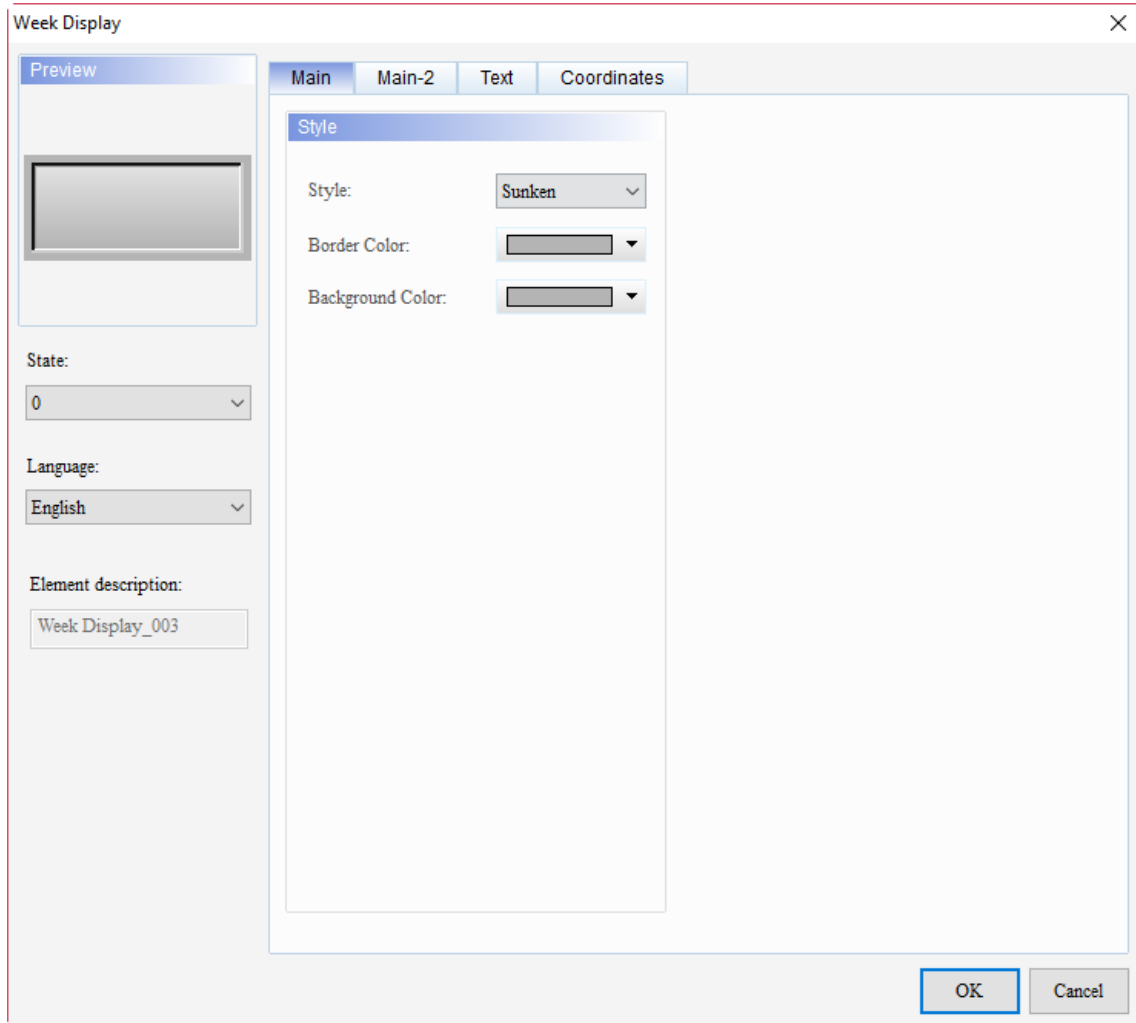 Week Display
Preview
Main Main-2 Text Coordinates
Style
Style: Sunken
Border Color:
Background Color:
State:
0
Language:
English
Element description:
Week Display_003
OK Cancel